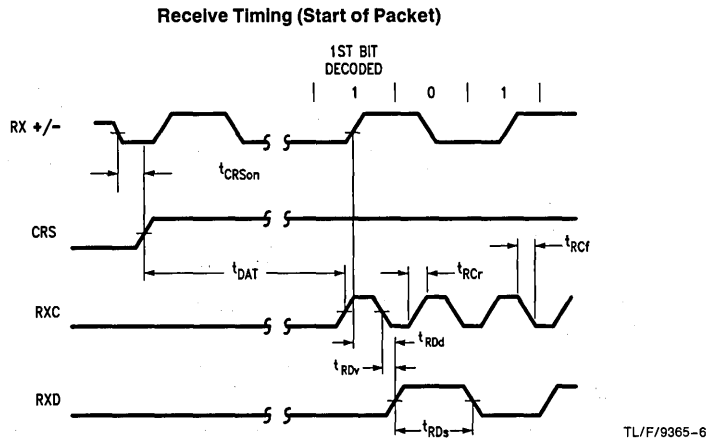 Receive Timing (Start of Packet)
1ST BIT
DECODED
1 0 1
RX +/-
tCRSon
CRS
tDAT
tRCr
tRCf
RXC
tRDd
tRDv
RXD
tRDs
TL/F/9365-6